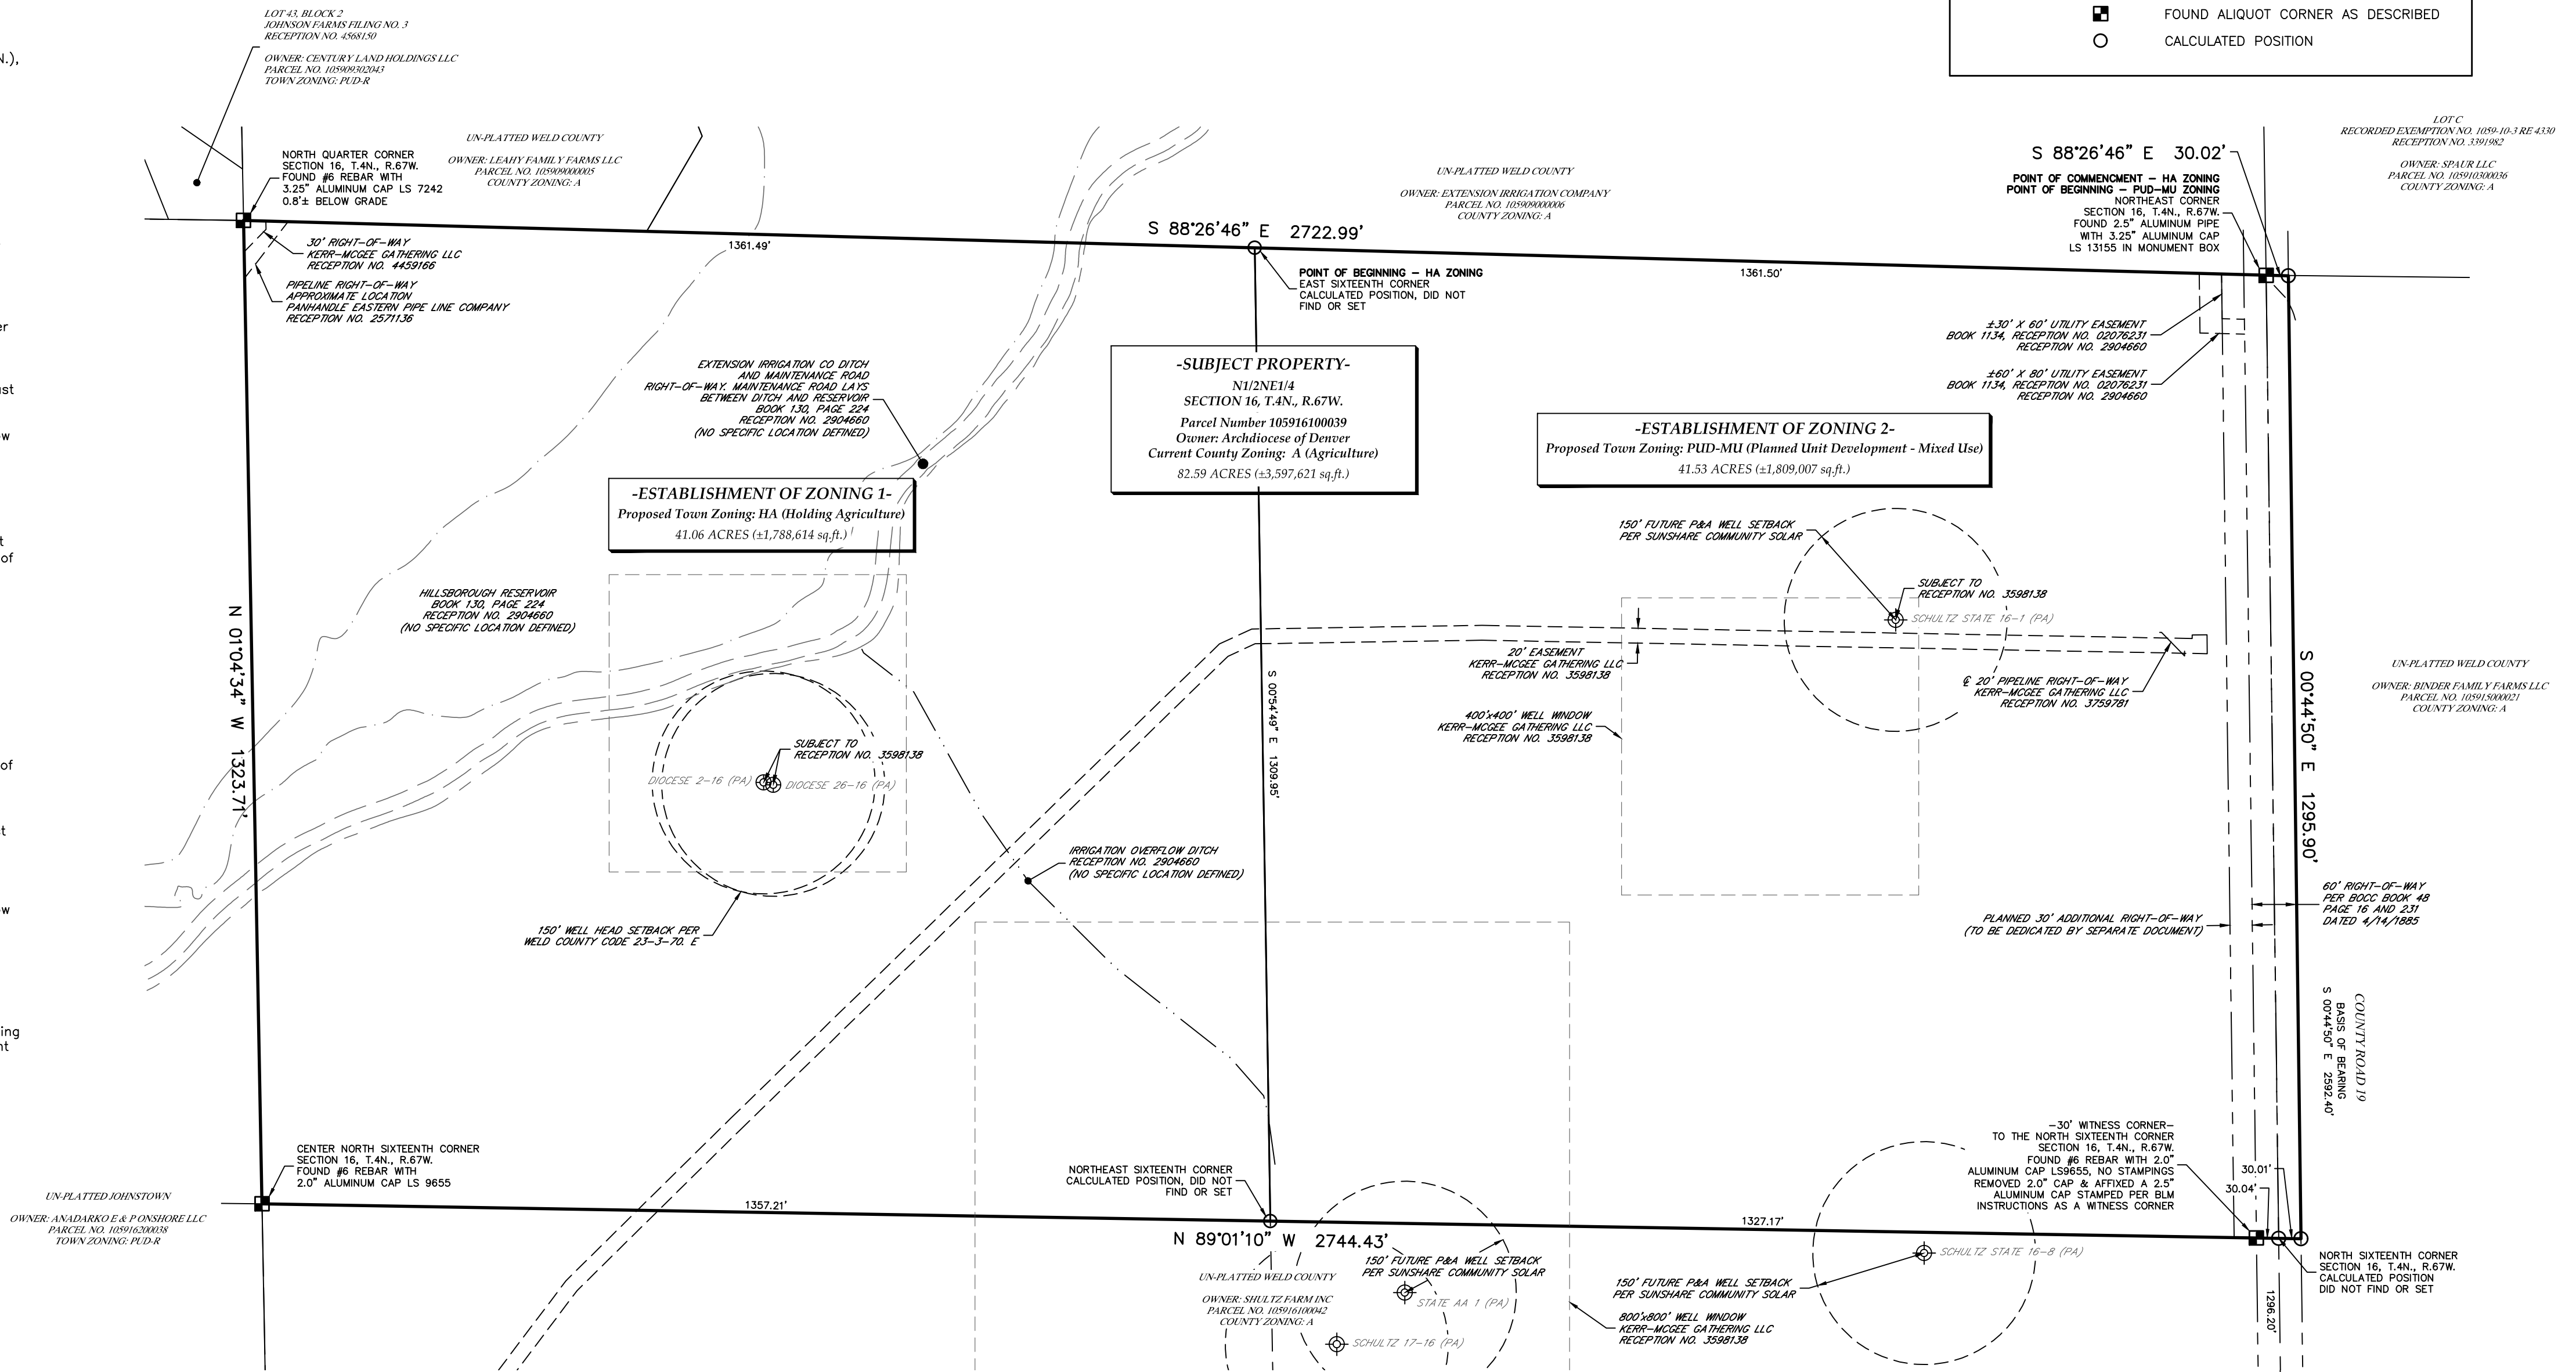 LOT 43, BLOCK 2
JOHNSON FARMS FILING NO. 3
RECEPTION NO. 4568150
OWNER: CENTURY LAND HOLDINGS LLC
PARCEL NO. 105909302043
TOWN ZONING: PUD-R
N.),
FOUND ALIQUOT CORNER AS DESCRIBED
CALCULATED POSITION
NORTH QUARTER CORNER
SECTION 16, T.4N., R.67W.
FOUND #6 REBAR WITH
3.25" ALUMINUM CAP LS 7242
0.8'± BELOW GRADE
UN-PLATTED WELD COUNTY
OWNER: LEAHY FAMILY FARMS LLC
PARCEL NO. 105909000005
COUNTY ZONING: A
UN-PLATTED WELD COUNTY
OWNER: EXTENSION IRRIGATION COMPANY
PARCEL NO. 105909000006
COUNTY ZONING: A
S 88°26'46" E 30.02'
POINT OF COMMENCMENT – HA ZONING
POINT OF BEGINNING – PUD-MU ZONING
NORTHEAST CORNER
SECTION 16, T.4N., R.67W.
FOUND 2.5" ALUMINUM PIPE
WITH 3.25" ALUMINUM CAP
LS 13155 IN MONUMENT BOX
LOT C
RECORDED EXEMPTION NO. 1059-10-3 RE 4330
RECEPTION NO. 3391982
OWNER: SPAUR LLC
PARCEL NO. 105910300036
COUNTY ZONING: A
30' RIGHT-OF-WAY
KERR-MCGEE GATHERING LLC
RECEPTION NO. 4459166
PIPELINE RIGHT-OF-WAY
APPROXIMATE LOCATION
PANHANDLE EASTERN PIPE LINE COMPANY
RECEPTION NO. 2571136
1361.49'
S 88°26'46" E 2722.99'
1361.50'
POINT OF BEGINNING – HA ZONING
EAST SIXTEENTH CORNER
CALCULATED POSITION, DID NOT
FIND OR SET
±30' X 60' UTILITY EASEMENT
BOOK 1134, RECEPTION NO. 02076231
RECEPTION NO. 2904660
±60' X 80' UTILITY EASEMENT
BOOK 1134, RECEPTION NO. 02076231
RECEPTION NO. 2904660
er
ust
ow
t
of
of
st
ow
ing
nt
EXTENSION IRRIGATION CO DITCH
AND MAINTENANCE ROAD
RIGHT-OF-WAY. MAINTENANCE ROAD LAYS
BETWEEN DITCH AND RESERVOIR
BOOK 130, PAGE 224
RECEPTION NO. 2904660
(NO SPECIFIC LOCATION DEFINED)
-SUBJECT PROPERTY-
N1/2NE1/4
SECTION 16, T.4N., R.67W.
Parcel Number 105916100039
Owner: Archdiocese of Denver
Current County Zoning: A (Agriculture)
82.59 ACRES (±3,597,621 sq.ft.)
-ESTABLISHMENT OF ZONING 2-
Proposed Town Zoning: PUD-MU (Planned Unit Development - Mixed Use)
41.53 ACRES (±1,809,007 sq.ft.)
-ESTABLISHMENT OF ZONING 1-
Proposed Town Zoning: HA (Holding Agriculture)
41.06 ACRES (±1,788,614 sq.ft.)
150' FUTURE P&A WELL SETBACK
PER SUNSHARE COMMUNITY SOLAR
SUBJECT TO
RECEPTION NO. 3598138
SCHULTZ STATE 16-1 (PA)
HILLSBOROUGH RESERVOIR
BOOK 130, PAGE 224
RECEPTION NO. 2904660
(NO SPECIFIC LOCATION DEFINED)
N 01°04'34" W 1323.71'
20' EASEMENT
KERR-MCGEE GATHERING LLC
RECEPTION NO. 3598138
℄ 20' PIPELINE RIGHT-OF-WAY
KERR-MCGEE GATHERING LLC
RECEPTION NO. 3759781
400'x400' WELL WINDOW
KERR-MCGEE GATHERING LLC
RECEPTION NO. 3598138
S 00°54'49" E 1309.95'
S 00°44'50" E 1295.90'
UN-PLATTED WELD COUNTY
OWNER: BINDER FAMILY FARMS LLC
PARCEL NO. 105915000021
COUNTY ZONING: A
SUBJECT TO
RECEPTION NO. 3598138
DIOCESE 2-16 (PA)
DIOCESE 26-16 (PA)
IRRIGATION OVERFLOW DITCH
RECEPTION NO. 2904660
(NO SPECIFIC LOCATION DEFINED)
150' WELL HEAD SETBACK PER
WELD COUNTY CODE 23-3-70. E
PLANNED 30' ADDITIONAL RIGHT-OF-WAY
(TO BE DEDICATED BY SEPARATE DOCUMENT)
60' RIGHT-OF-WAY
PER BOCC BOOK 48
PAGE 16 AND 231
DATED 4/14/1885
COUNTY ROAD 19
BASIS OF BEARING
S 00°44'50" E 2592.40'
CENTER NORTH SIXTEENTH CORNER
SECTION 16, T.4N., R.67W.
FOUND #6 REBAR WITH
2.0" ALUMINUM CAP LS 9655
UN-PLATTED JOHNSTOWN
OWNER: ANADARKO E & P ONSHORE LLC
PARCEL NO. 105916200038
TOWN ZONING: PUD-R
1357.21'
NORTHEAST SIXTEENTH CORNER
CALCULATED POSITION, DID NOT
FIND OR SET
N 89°01'10" W 2744.43'
1327.17'
-30' WITNESS CORNER-
TO THE NORTH SIXTEENTH CORNER
SECTION 16, T.4N., R.67W.
FOUND #6 REBAR WITH 2.0"
ALUMINUM CAP LS9655, NO STAMPINGS
REMOVED 2.0" CAP & AFFIXED A 2.5"
ALUMINUM CAP STAMPED PER BLM
INSTRUCTIONS AS A WITNESS CORNER
30.01'
30.04'
UN-PLATTED WELD COUNTY
OWNER: SHULTZ FARM INC
PARCEL NO. 105916100042
COUNTY ZONING: A
150' FUTURE P&A WELL SETBACK
PER SUNSHARE COMMUNITY SOLAR
STATE AA 1 (PA)
SCHULTZ 17-16 (PA)
SCHULTZ STATE 16-8 (PA)
150' FUTURE P&A WELL SETBACK
PER SUNSHARE COMMUNITY SOLAR
800'x800' WELL WINDOW
KERR-MCGEE GATHERING LLC
RECEPTION NO. 3598138
NORTH SIXTEENTH CORNER
SECTION 16, T.4N., R.67W.
CALCULATED POSITION
DID NOT FIND OR SET
1296.20'